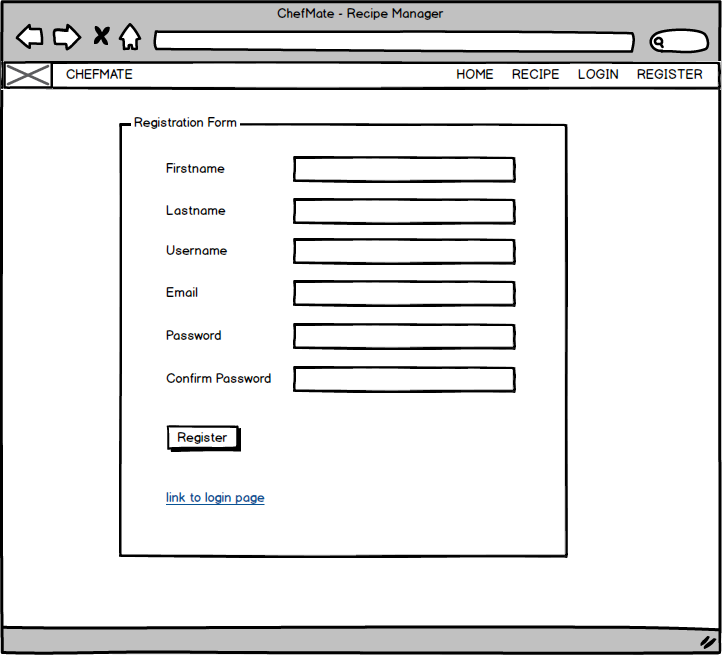 ChefMate - Recipe Manager
CHEFMATE HOME RECIPE LOGIN REGISTER
Registration Form
Firstname
Lastname
Username
Email
Password
Confirm Password
Register
link to login page